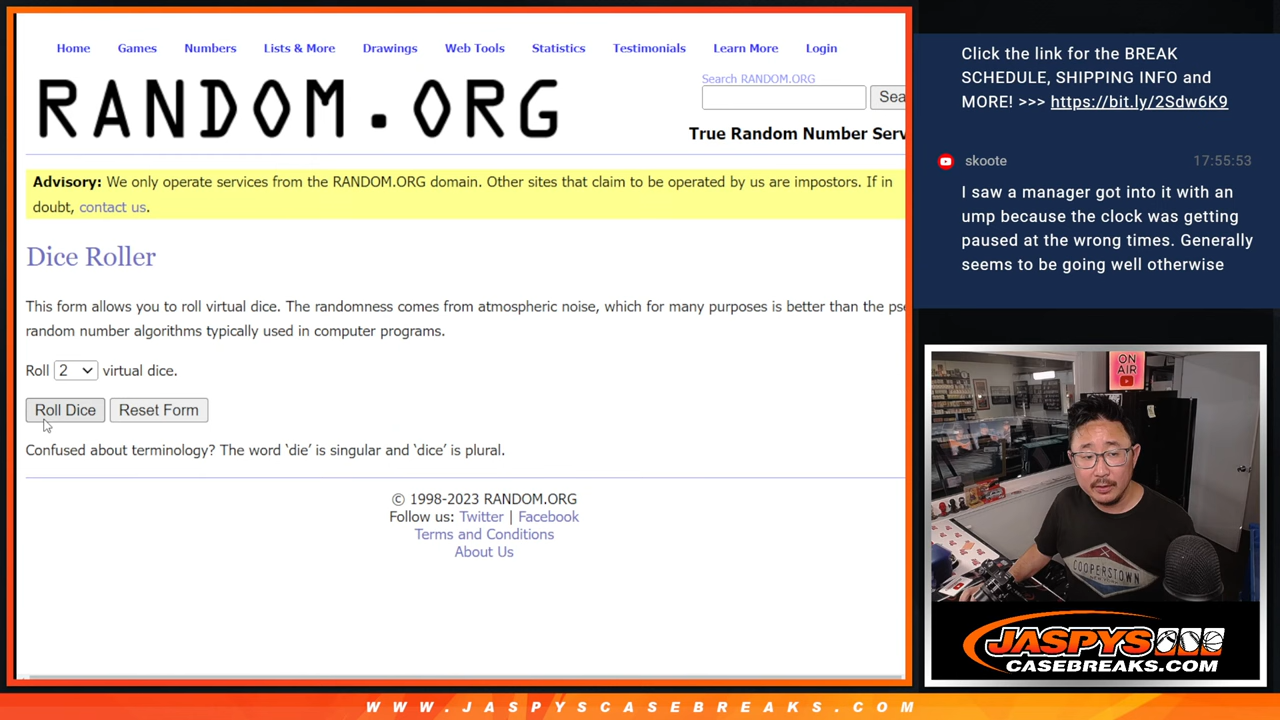 Home Games Numbers Lists & More Drawings Web Tools Statistics Testimonials Learn More Login
RANDOM.ORG
Search RANDOM.ORG
Sea
True Random Number Serv
Advisory: We only operate services from the RANDOM.ORG domain. Other sites that claim to be operated by us are impostors. If in
doubt, contact us.
Dice Roller
This form allows you to roll virtual dice. The randomness comes from atmospheric noise, which for many purposes is better than the pse
random number algorithms typically used in computer programs.
Roll 2 virtual dice.
Roll Dice Reset Form
Confused about terminology? The word ‘die’ is singular and ‘dice’ is plural.
© 1998-2023 RANDOM.ORG
Follow us: Twitter | Facebook
Terms and Conditions
About Us
Click the link for the BREAK
SCHEDULE, SHIPPING INFO and
MORE! >>> https://bit.ly/2Sdw6K9
skoote 17:55:53
I saw a manager got into it with an
ump because the clock was getting
paused at the wrong times. Generally
seems to be going well otherwise
ON
AIR
COOPERSTOWN
JASPYS
CASEBREAKS.COM
WWW.JASPYSCASEBREAKS.COM